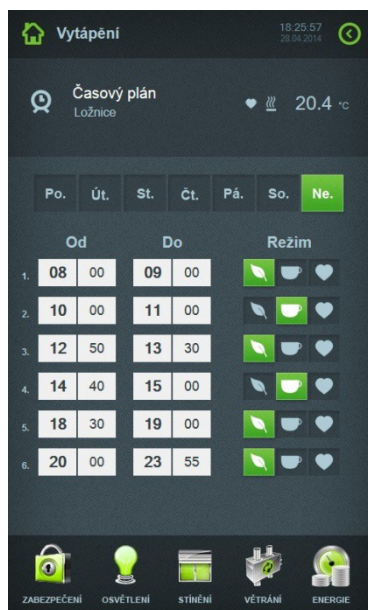 Vytápění
18:25:57
28.04.2014
Časový plán
Ložnice
20.4 °C
Po. Út. St. Čt. Pá. So. Ne.
Od Do Režim
1. 08 00 09 00
2. 10 00 11 00
3. 12 50 13 30
4. 14 40 15 00
5. 18 30 19 00
6. 20 00 23 55
ZABEZPEČENÍ OSVĚTLENÍ STÍNĚNÍ VĚTRÁNÍ ENERGIE